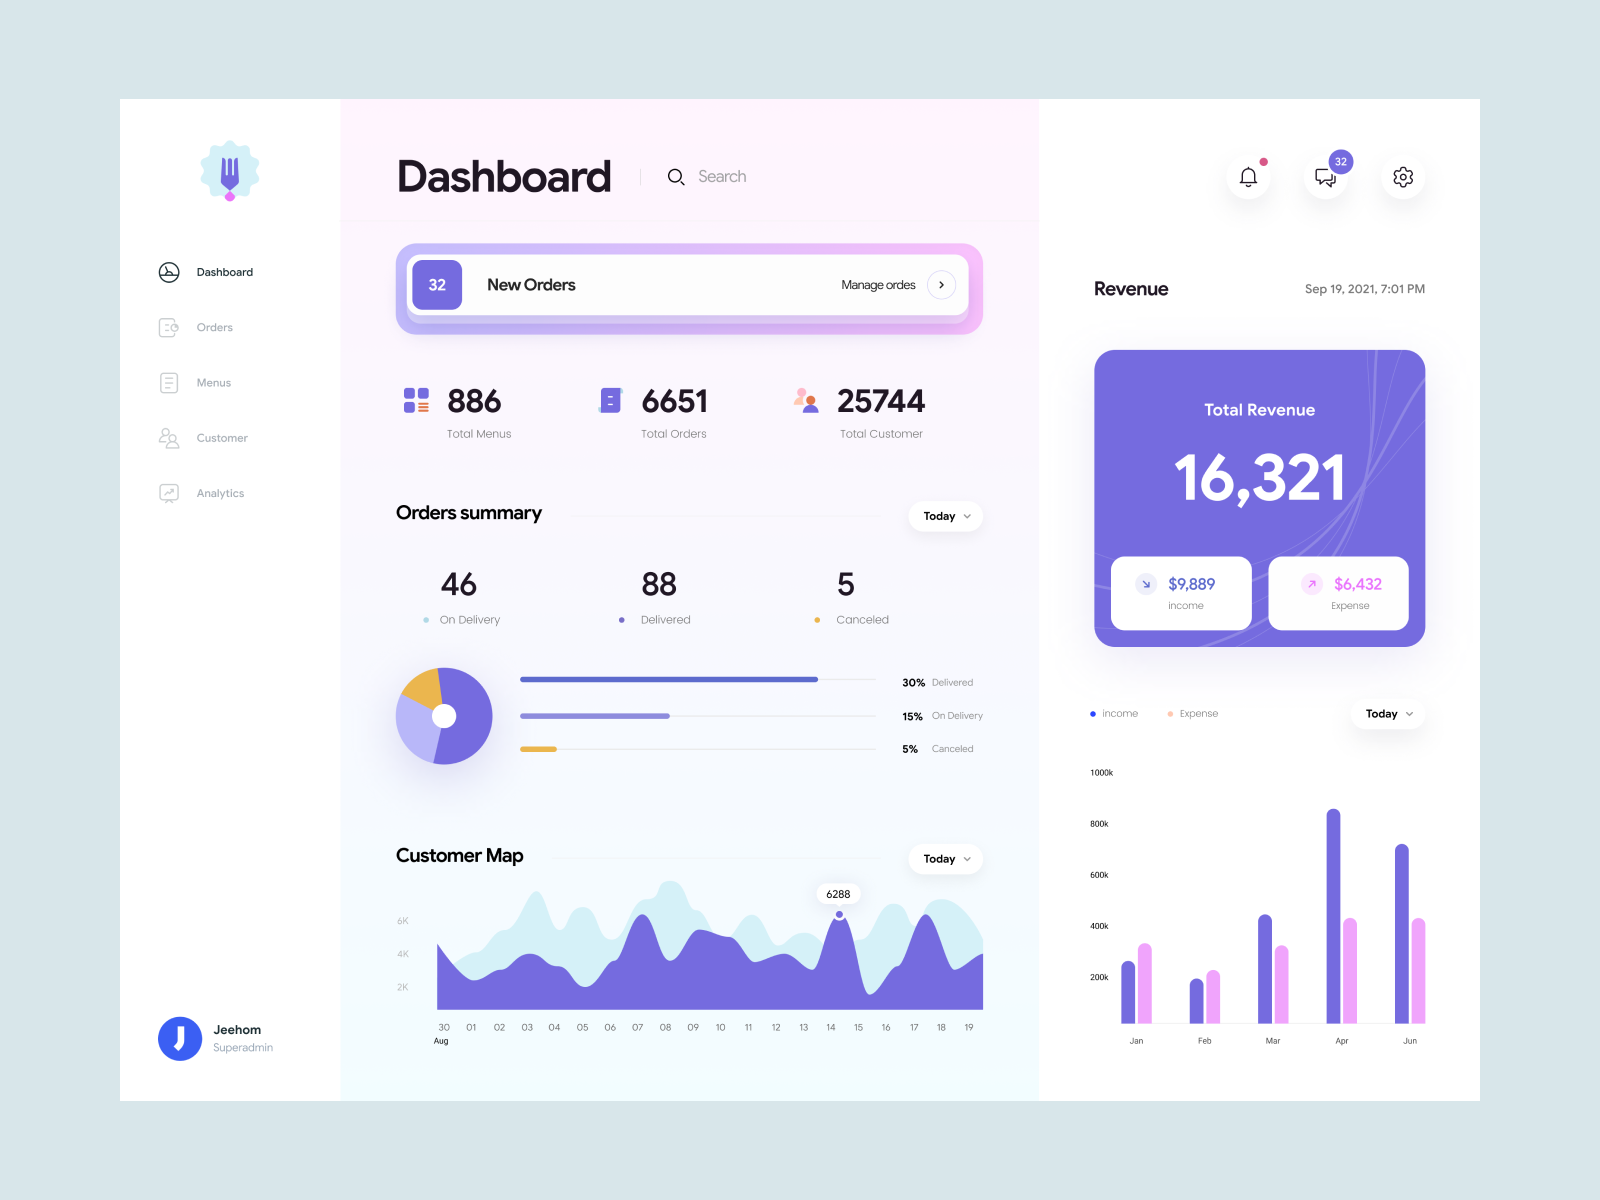 Dashboard
Orders
Menus
Customer
Analytics
Jeehom
Superadmin
Dashboard
Search
32
New Orders
Manage ordes
886
Total Menus
6651
Total Orders
25744
Total Customer
Orders summary
Today
46
On Delivery
88
Delivered
5
Canceled
30% Delivered
15% On Delivery
5% Canceled
Customer Map
Today
6288
6K
4K
2K
30 01 02 03 04 05 06 07 08 09 10 11 12 13 14 15 16 17 18 19
Aug
32
Revenue
Sep 19, 2021, 7:01 PM
Total Revenue
16,321
$9,889
income
$6,432
Expense
income
Expense
Today
1000k
800k
600k
400k
200k
Jan Feb Mar Apr Jun